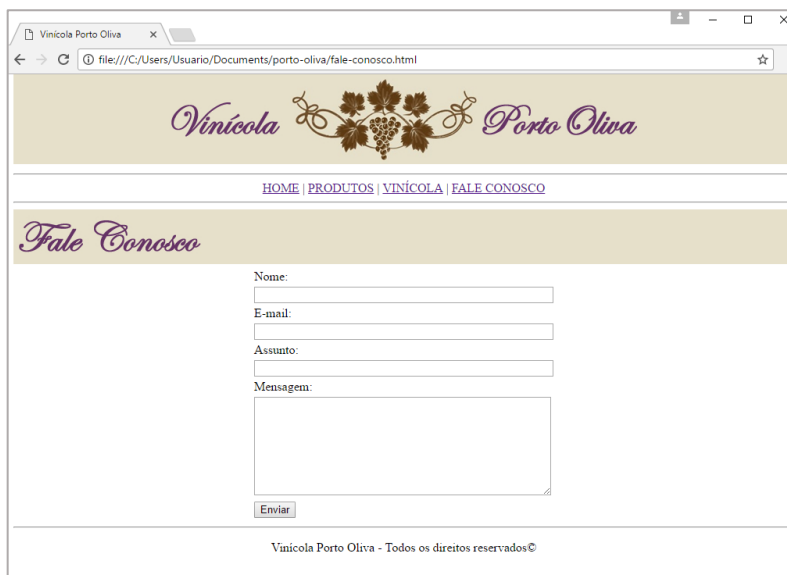 Vinícola Porto Oliva
file:///C:/Users/Usuario/Documents/porto-oliva/fale-conosco.html
Vinícola Porto Oliva
HOME | PRODUTOS | VINÍCOLA | FALE CONOSCO
Fale Conosco
Nome:
E-mail:
Assunto:
Mensagem:
Enviar
Vinícola Porto Oliva - Todos os direitos reservados©